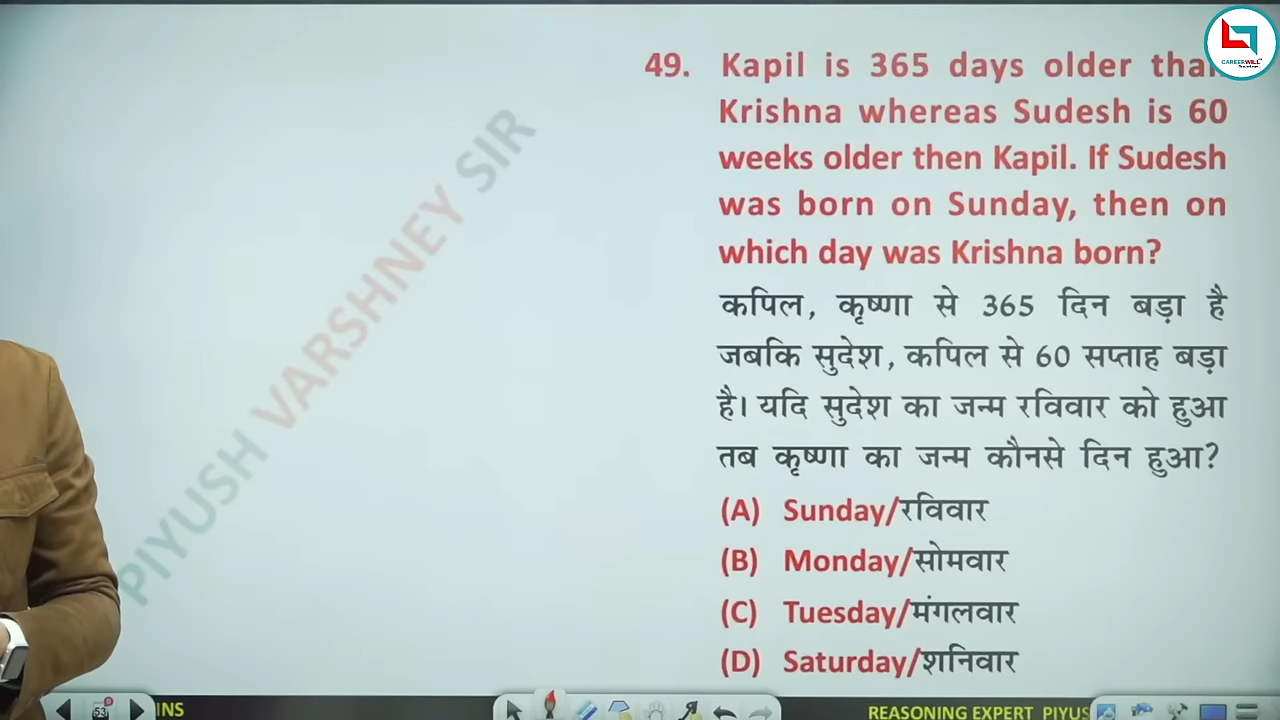 CAREERWILL
49. Kapil is 365 days older than
Krishna whereas Sudesh is 60
weeks older then Kapil. If Sudesh
was born on Sunday, then on
which day was Krishna born?
कपिल, कृष्णा से 365 दिन बड़ा है
जबकि सुदेश, कपिल से 60 सप्ताह बड़ा
है। यदि सुदेश का जन्म रविवार को हुआ
तब कृष्णा का जन्म कौनसे दिन हुआ?
(A) Sunday/रविवार
(B) Monday/सोमवार
(C) Tuesday/मंगलवार
(D) Saturday/शनिवार
PIYUSH VARSHNEY SIR
53
INS
REASONING EXPERT PIYUS